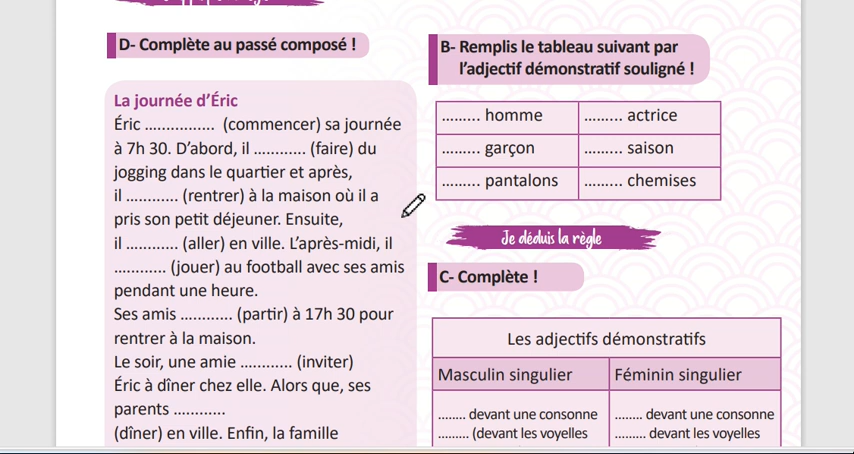 D- Complète au passé composé !
La journée d'Éric
Éric ................ (commencer) sa journée
à 7h 30. D'abord, il ............ (faire) du
jogging dans le quartier et après,
il ............ (rentrer) à la maison où il a
pris son petit déjeuner. Ensuite,
il ............ (aller) en ville. L'après-midi, il
............ (jouer) au football avec ses amis
pendant une heure.
Ses amis ............ (partir) à 17h 30 pour
rentrer à la maison.
Le soir, une amie ............ (inviter)
Éric à dîner chez elle. Alors que, ses
parents ............
(dîner) en ville. Enfin, la famille
B- Remplis le tableau suivant par
l'adjectif démonstratif souligné !
......... homme ......... actrice
......... garçon ......... saison
......... pantalons ......... chemises
Je déduis la règle
C- Complète !
Les adjectifs démonstratifs
Masculin singulier Féminin singulier
........ devant une consonne ........ devant une consonne
......... (devant les voyelles ......... devant les voyelles